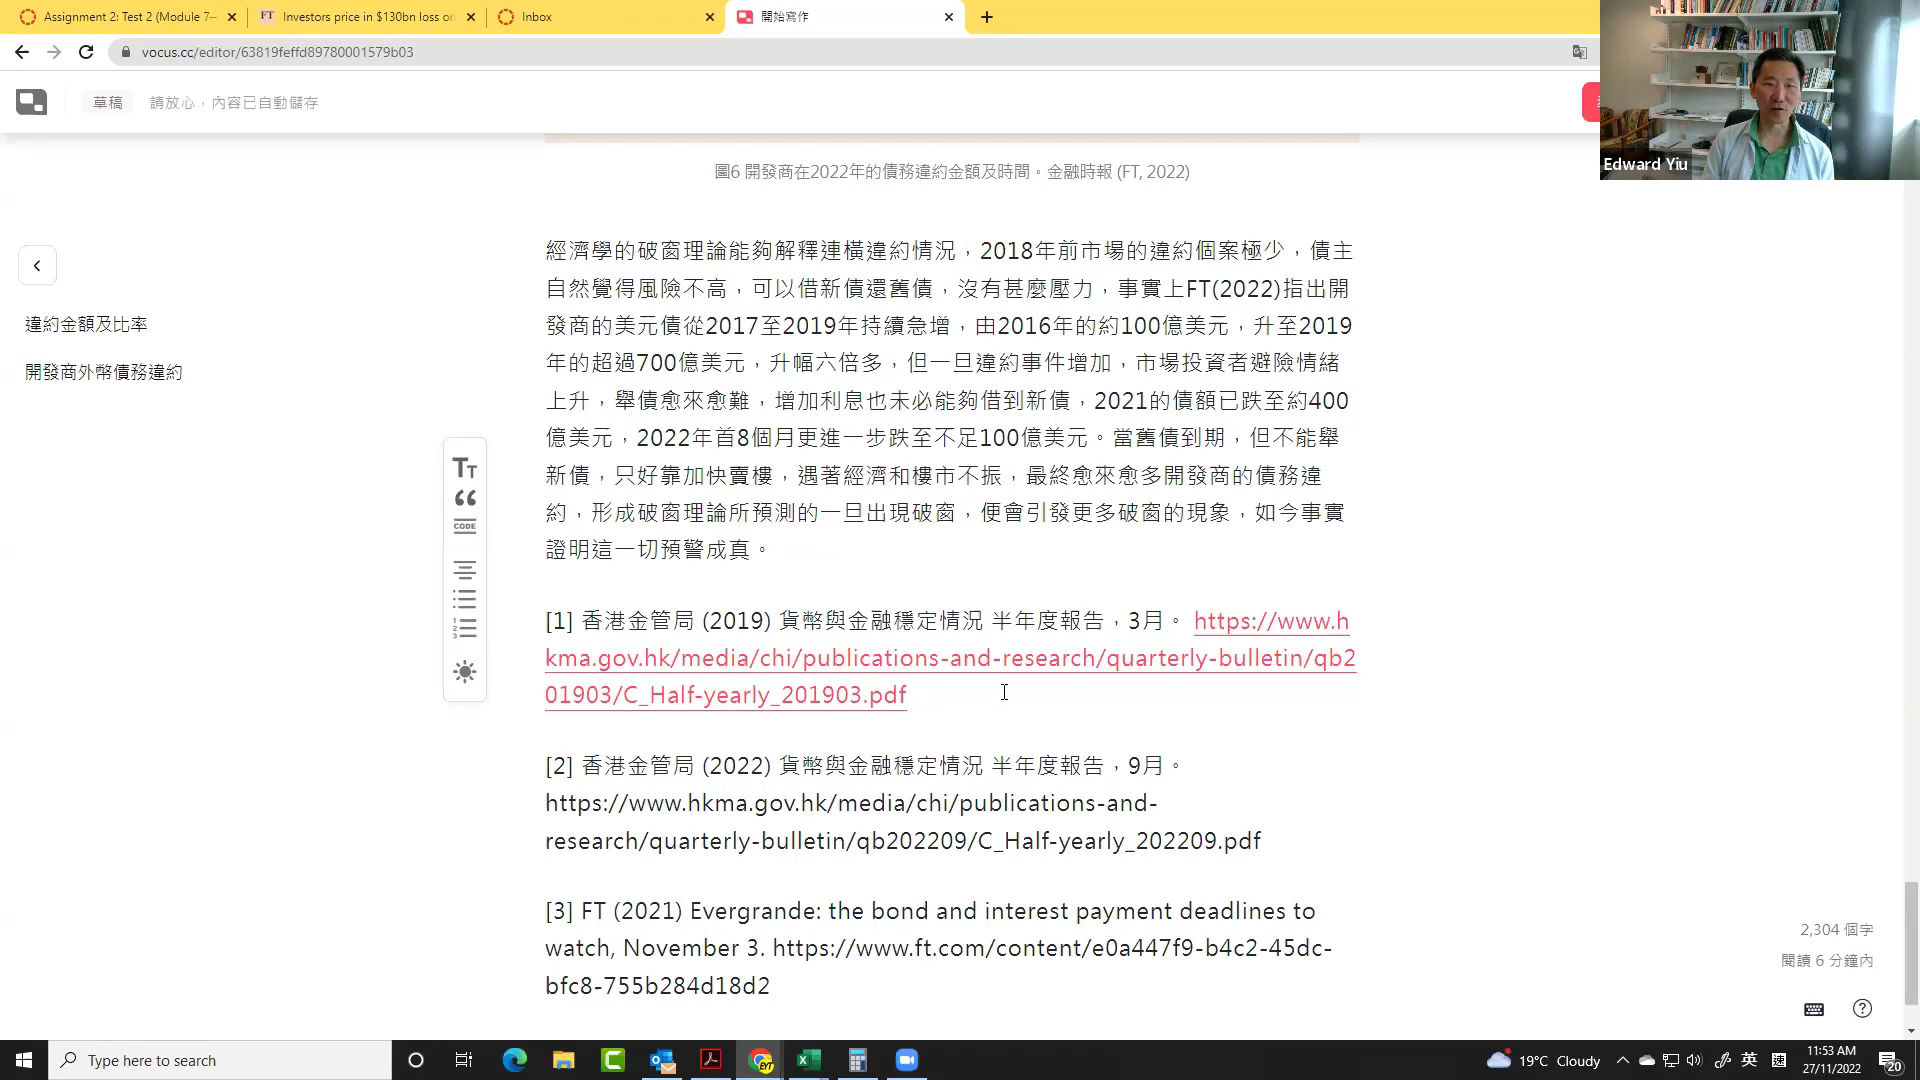 Assignment 2: Test 2 (Module 7–
FT Investors price in $130bn loss on
Inbox
開始寫作
vocus.cc/editor/63819feffd89780001579b03
草稿 請放心，內容已自動儲存
Edward Yiu
圖6 開發商在2022年的債務違約金額及時間。金融時報 (FT, 2022)
違約金額及比率
開發商外幣債務違約
經濟學的破窗理論能夠解釋連橫違約情況，2018年前市場的違約個案極少，債主
自然覺得風險不高，可以借新債還舊債，沒有甚麼壓力，事實上FT(2022)指出開
發商的美元債從2017至2019年持續急增，由2016年的約100億美元，升至2019
年的超過700億美元，升幅六倍多，但一旦違約事件增加，市場投資者避險情緒
上升，舉債愈來愈難，增加利息也未必能夠借到新債，2021的債額已跌至約400
億美元，2022年首8個月更進一步跌至不足100億美元。當舊債到期，但不能舉
新債，只好靠加快賣樓，遇著經濟和樓市不振，最終愈來愈多開發商的債務違
約，形成破窗理論所預測的一旦出現破窗，便會引發更多破窗的現象，如今事實
證明這一切預警成真。
TT
CODE
[1] 香港金管局 (2019) 貨幣與金融穩定情況 半年度報告，3月。 https://www.h
kma.gov.hk/media/chi/publications-and-research/quarterly-bulletin/qb2
01903/C_Half-yearly_201903.pdf
[2] 香港金管局 (2022) 貨幣與金融穩定情況 半年度報告，9月。
https://www.hkma.gov.hk/media/chi/publications-and-
research/quarterly-bulletin/qb202209/C_Half-yearly_202209.pdf
[3] FT (2021) Evergrande: the bond and interest payment deadlines to
watch, November 3. https://www.ft.com/content/e0a447f9-b4c2-45dc-
bfc8-755b284d18d2
2,304 個字
閱讀 6 分鐘內
Type here to search
19°C Cloudy
英
11:53 AM
27/11/2022
20